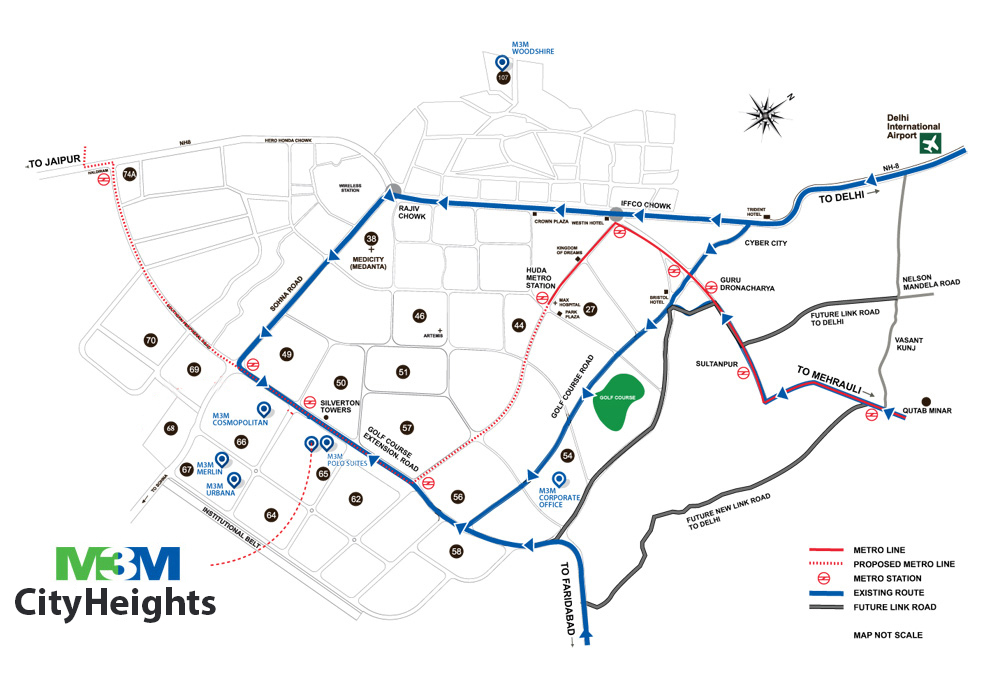 M3M
WOODSHIRE
107
N
Delhi
International
Airport
NH-8
TO DELHI
NH8
HERO HONDA CHOWK
TO JAIPUR
HALDIRAM
74A
WIRELESS
STATION
RAJIV
CHOWK
CROWN PLAZA
WESTIN HOTEL
IFFCO CHOWK
TRIDENT
HOTEL
CYBER CITY
38
MEDICITY
(MEDANTA)
KINGDOM
OF DREAMS
HUDA
METRO
STATION
MAX
HOSPITAL
PARK
PLAZA
27
BRISTOL
HOTEL
GURU
DRONACHARYA
NELSON
MANDELA ROAD
FUTURE LINK ROAD
TO DELHI
VASANT
KUNJ
SOHNA ROAD
SOUTHERN PERIPHERAL ROAD
46
ARTEMIS
44
70
69
49
50
51
SULTANPUR
TO MEHRAULI
QUTAB MINAR
GOLF COURSE ROAD
GOLF COURSE
M3M
COSMOPOLITAN
SILVERTON
TOWERS
GOLF COURSE
EXTENSION ROAD
57
68
66
M3M
POLO SUITES
M3M
MERLIN
67
M3M
URBANA
65
54
M3M
CORPORATE
OFFICE
TO SOHNA
62
56
64
58
INSTITUTIONAL BELT
FUTURE NEW LINK ROAD
TO DELHI
TO FARIDABAD
M3M
CityHeights
METRO LINE
PROPOSED METRO LINE
METRO STATION
EXISTING ROUTE
FUTURE LINK ROAD
MAP NOT SCALE